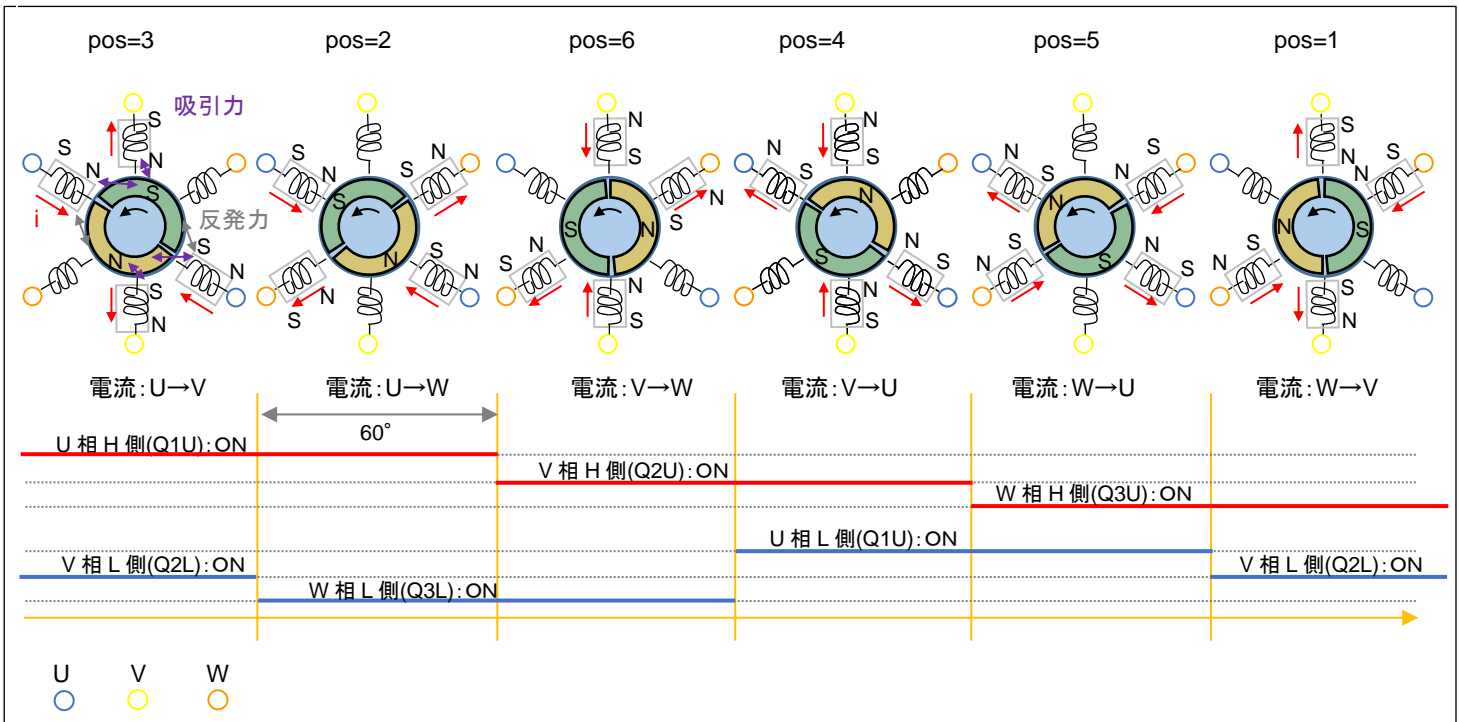 pos=3 pos=2 pos=6 pos=4 pos=5 pos=1
吸引力
S N S N S
i
反発力
N S N S N
S N S N
S N N S
S N S N
N S N S
S N
N S N S
N S N S
N S N S
N S
N S N S
N S N S
N S
S N S N
N S N S
N S
電流:U→V 電流:U→W 電流:V→W 電流:V→U 電流:W→U 電流:W→V
60°
U 相 H 側(Q1U):ON
V 相 H 側(Q2U):ON
W 相 H 側(Q3U):ON
U 相 L 側(Q1U):ON
V 相 L 側(Q2L):ON V 相 L 側(Q2L):ON
W 相 L 側(Q3L):ON
U V W